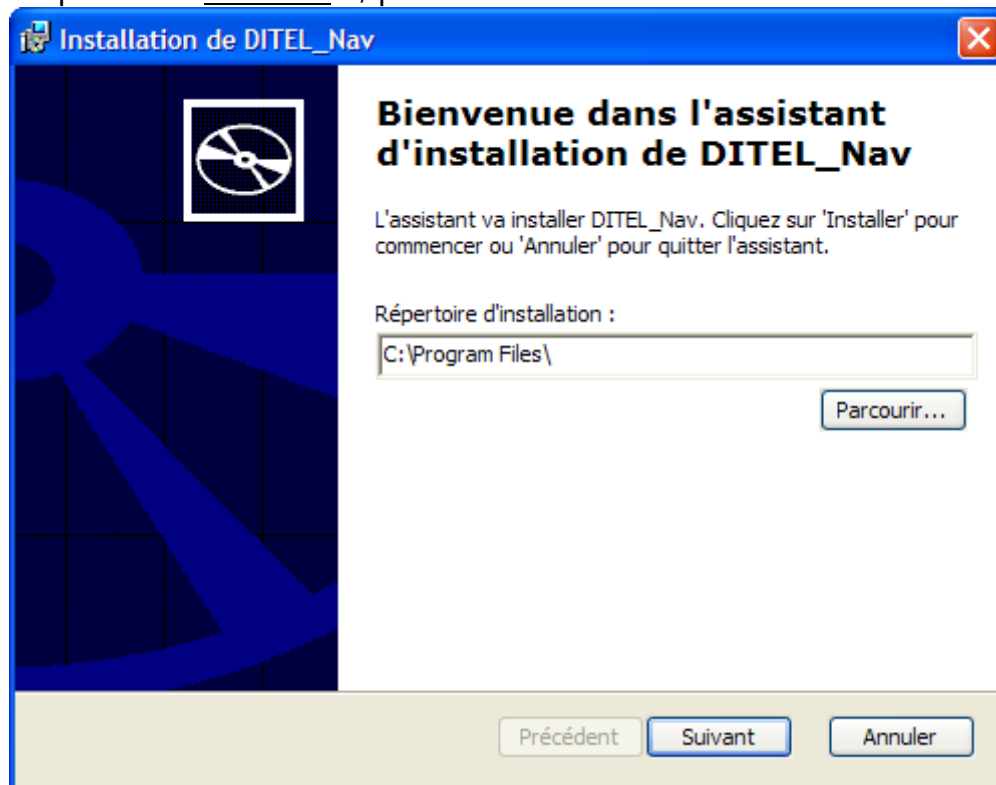 Installation de DITEL_Nav
Bienvenue dans l'assistant
d'installation de DITEL_Nav
L'assistant va installer DITEL_Nav. Cliquez sur 'Installer' pour
commencer ou 'Annuler' pour quitter l'assistant.
Répertoire d'installation :
C:\Program Files\
Parcourir...
Précédent Suivant Annuler